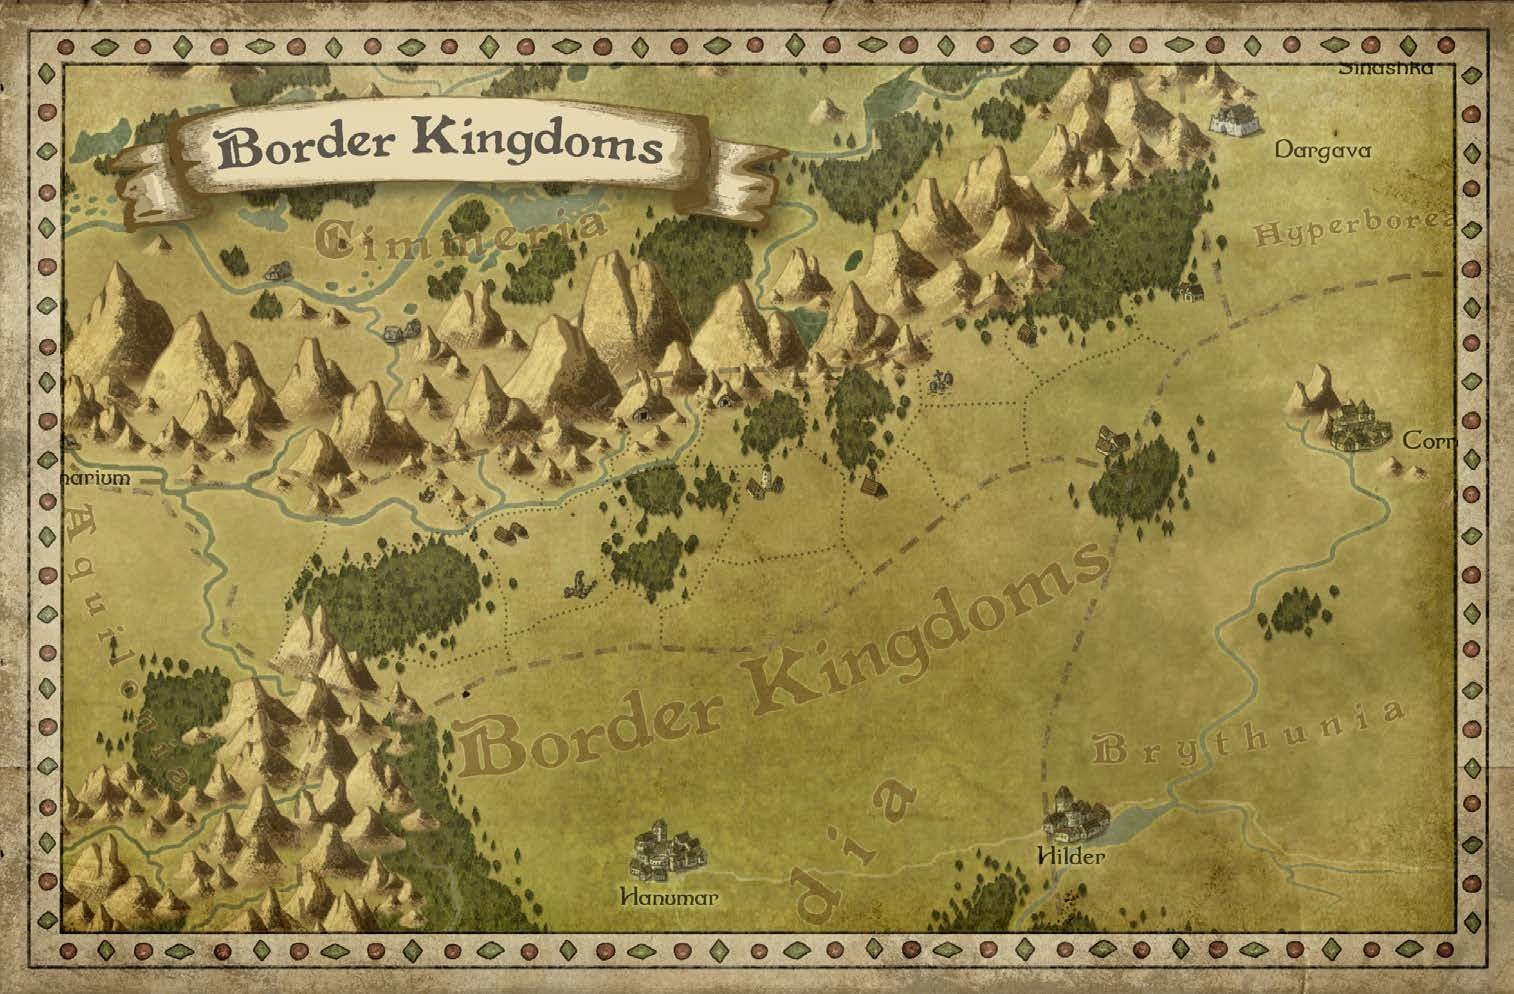 Sinashka
Border Kingdoms
Dargava
Cimmeria
Hyperborea
Corn
narium
Aquilonia
Border Kingdoms
Brythunia
dia
Hilder
Hanumar